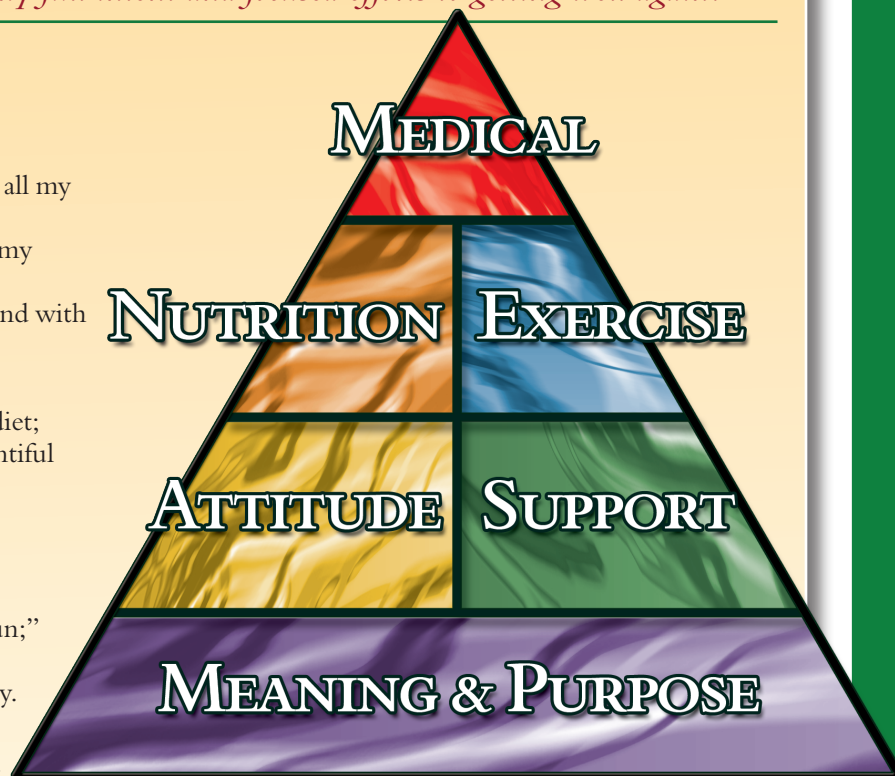 all my
my
nd with
diet;
ntiful
un;”
y.
MEDICAL
NUTRITION EXERCISE
ATTITUDE SUPPORT
MEANING & PURPOSE